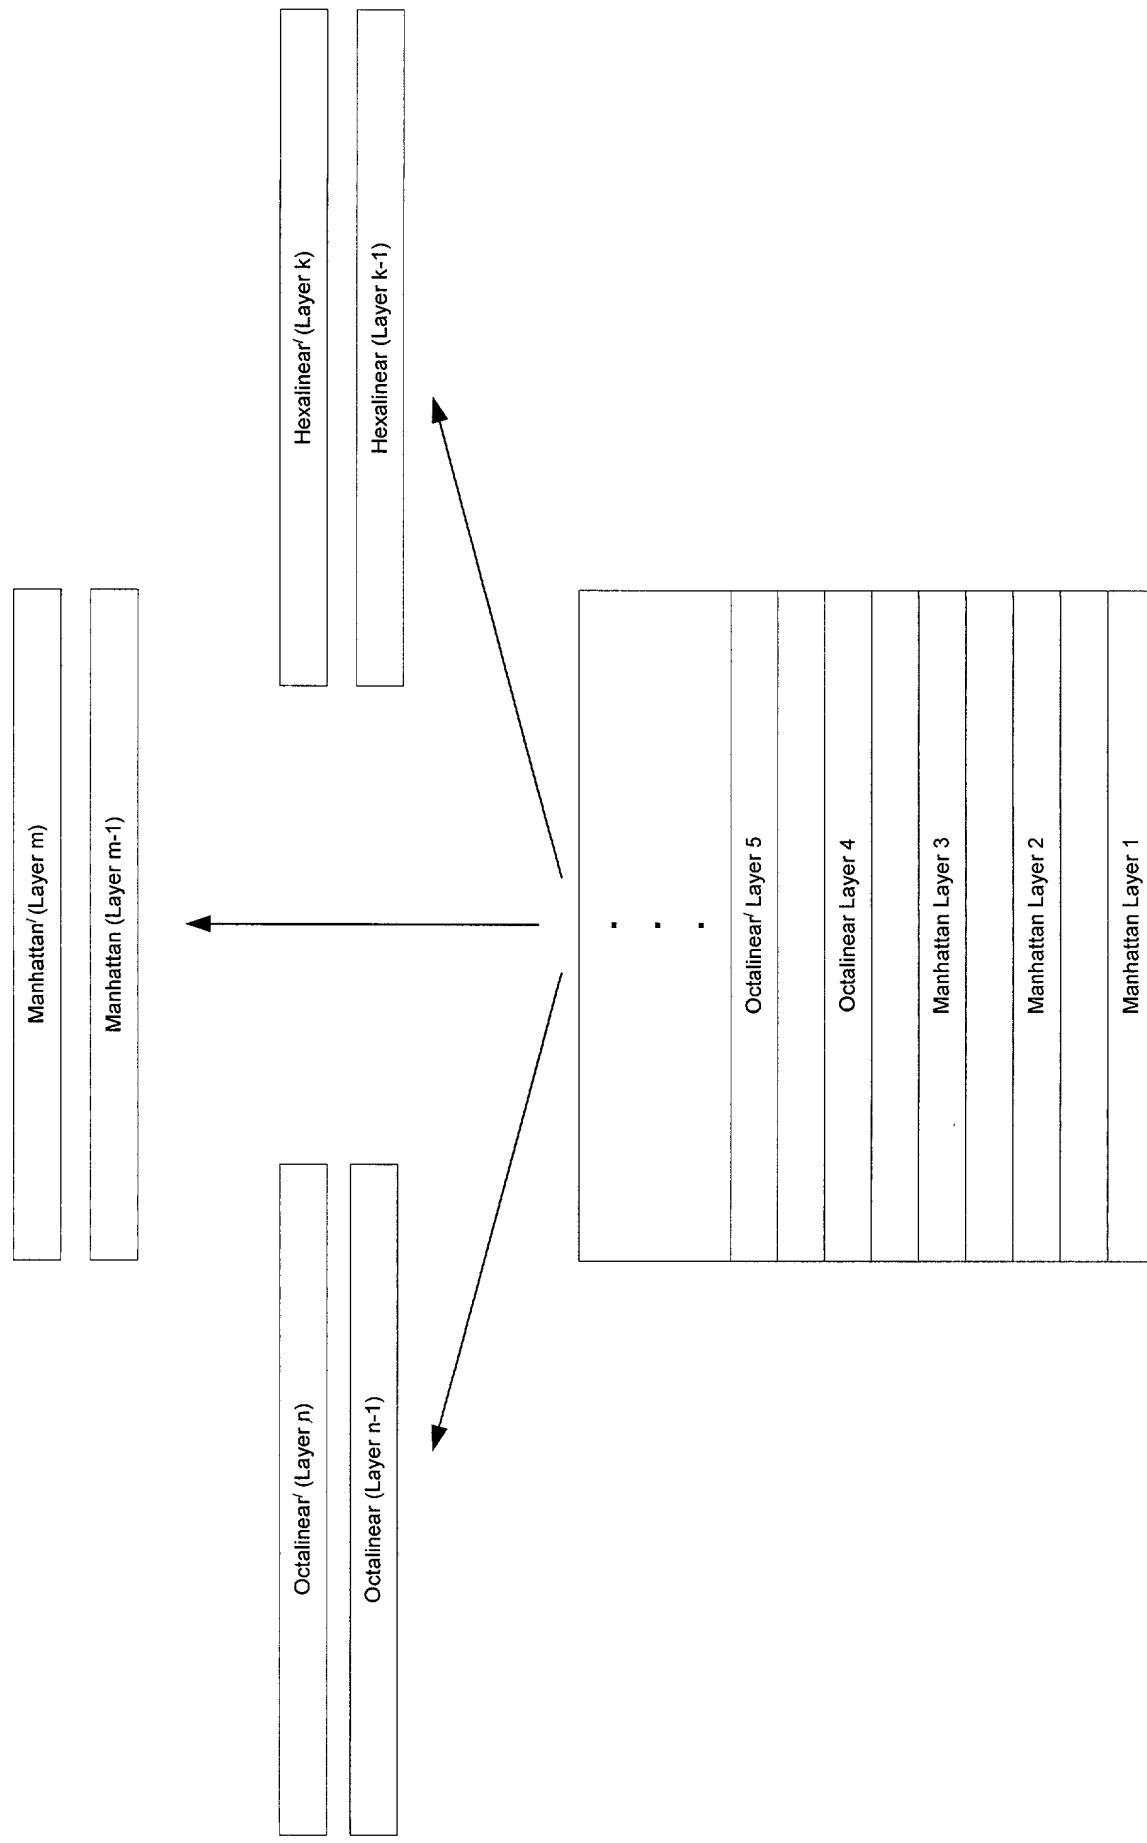 Manhattan′ (Layer m)
Manhattan (Layer m-1)
Octalinear′ (Layer n)
Octalinear (Layer n-1)
Hexalinear′ (Layer k)
Hexalinear (Layer k-1)
. . .
Octalinear′ Layer 5
Octalinear Layer 4
Manhattan Layer 3
Manhattan Layer 2
Manhattan Layer 1